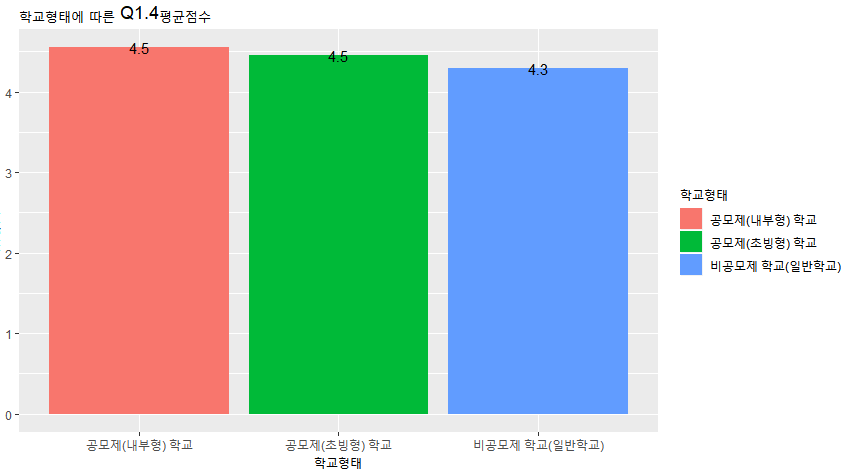 학교형태에 따른 Q1.4평균점수
4.5
4.5
4.3
4
3
2
1
0
공모제(내부형) 학교
공모제(초빙형) 학교
비공모제 학교(일반학교)
학교형태
학교형태
공모제(내부형) 학교
공모제(초빙형) 학교
비공모제 학교(일반학교)